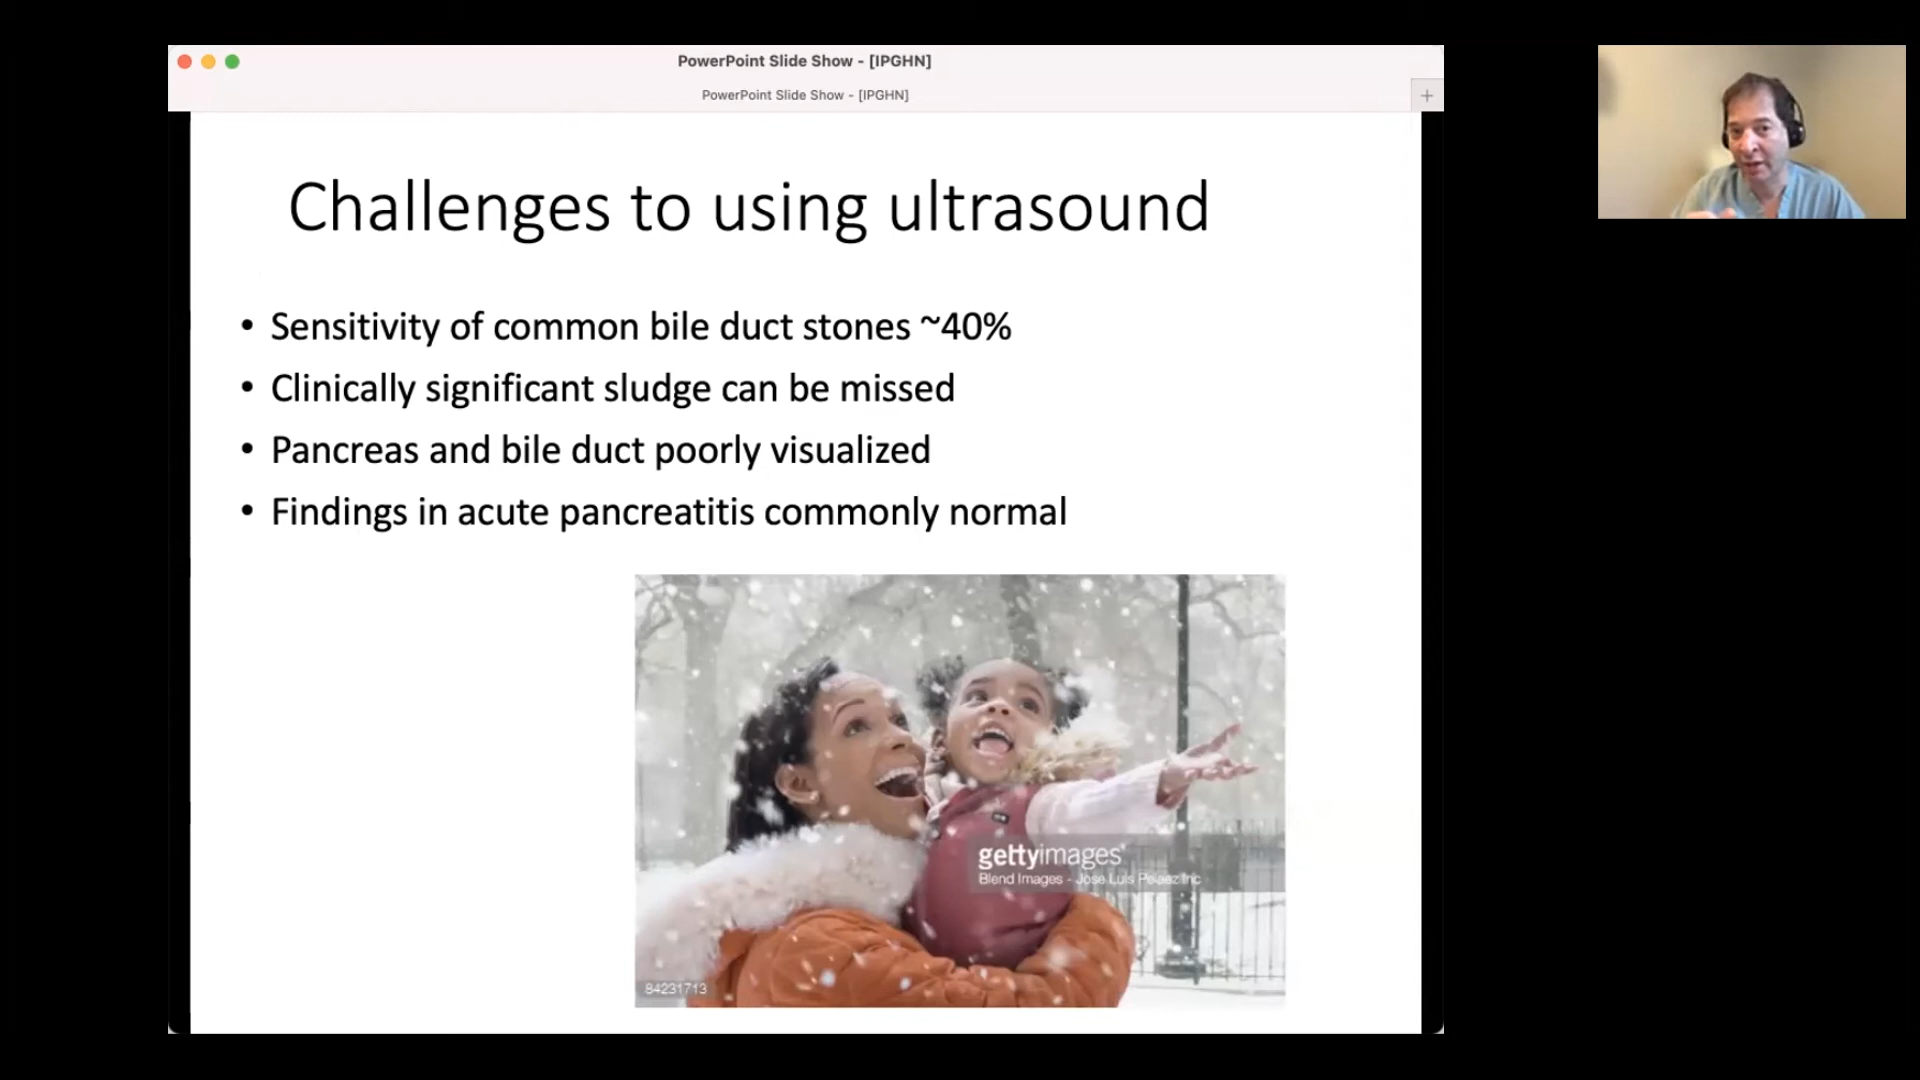 PowerPoint Slide Show - [IPGHN]
PowerPoint Slide Show - [IPGHN]
Challenges to using ultrasound
• Sensitivity of common bile duct stones ~40%
• Clinically significant sludge can be missed
• Pancreas and bile duct poorly visualized
• Findings in acute pancreatitis commonly normal
gettyimages®
Blend Images - Jose Luis Pelaez Inc
84231713